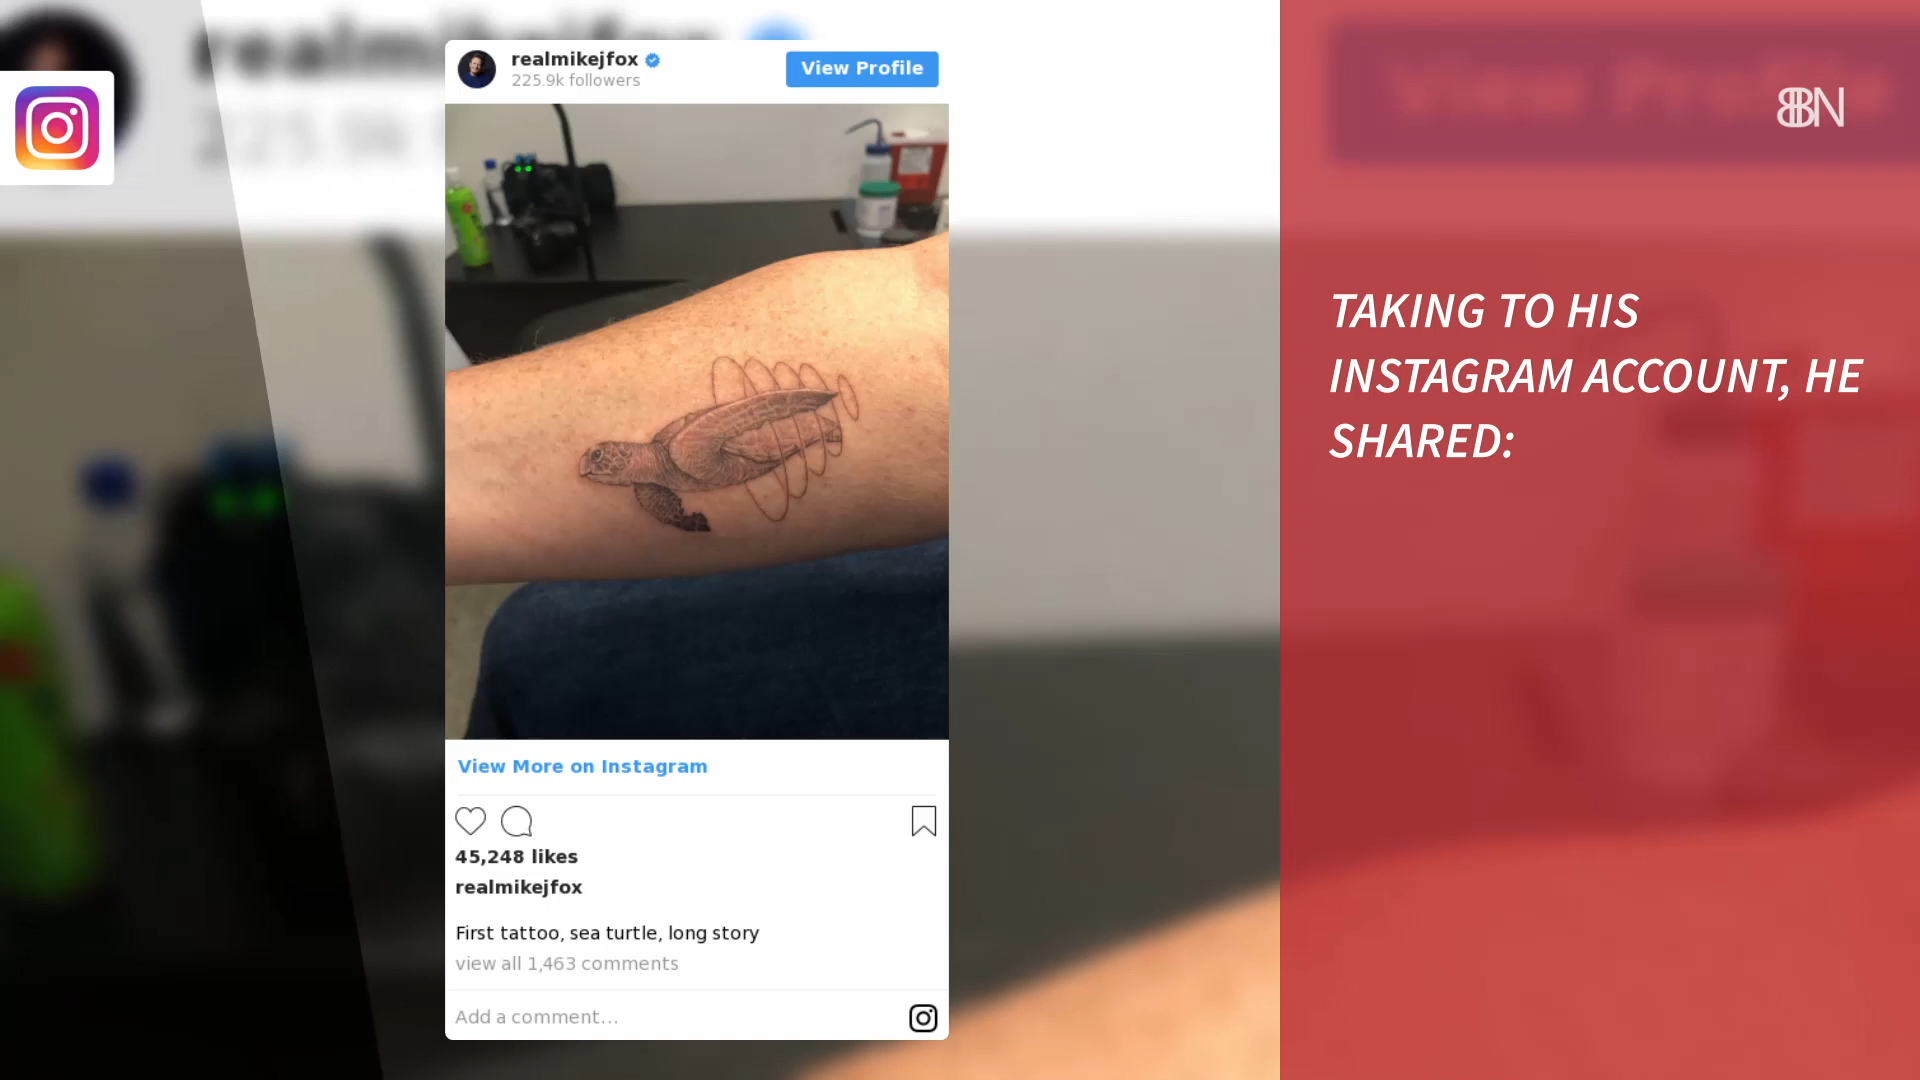 realmikejfox
225.9k followers
View Profile
BBN
TAKING TO HIS
INSTAGRAM ACCOUNT, HE
SHARED:
View More on Instagram
45,248 likes
realmikejfox
First tattoo, sea turtle, long story
view all 1,463 comments
Add a comment...